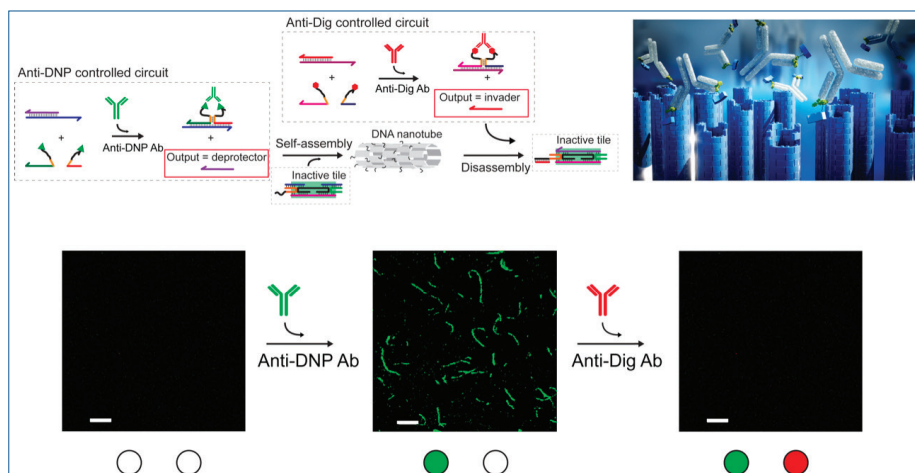 Anti-Dig controlled circuit
Anti-DNP controlled circuit
+
Anti-Dig Ab
+
Output = invader
+
Anti-DNP Ab
+
Output = deprotector
Self-assembly
DNA nanotube
Inactive tile
Disassembly
Inactive tile
Anti-DNP Ab
Anti-Dig Ab